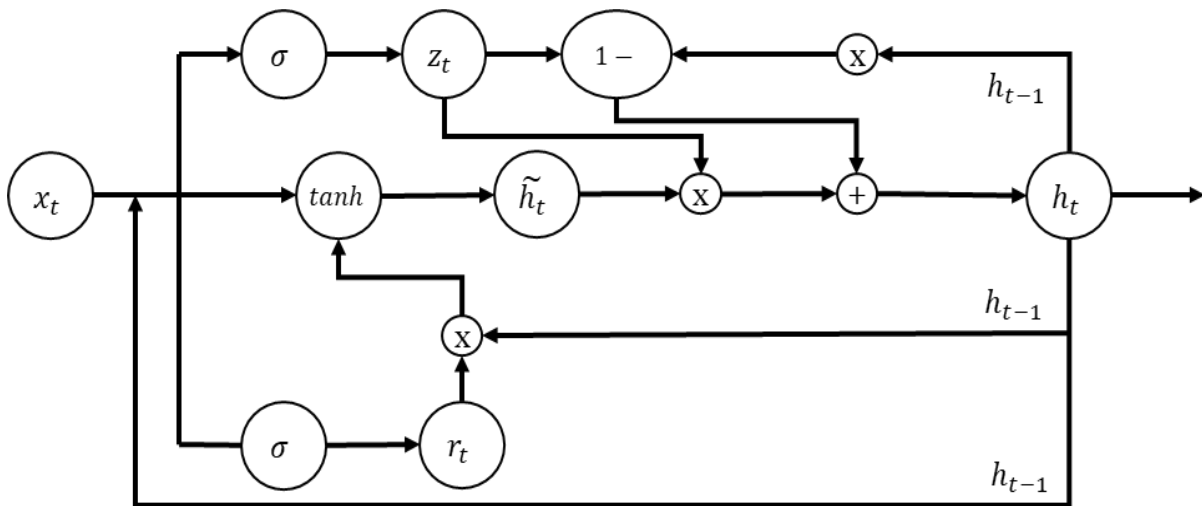 σ z_t 1 − x
h_{t−1}
x_t tanh h̃_t x + h_t
h_{t−1}
x
σ r_t
h_{t−1}